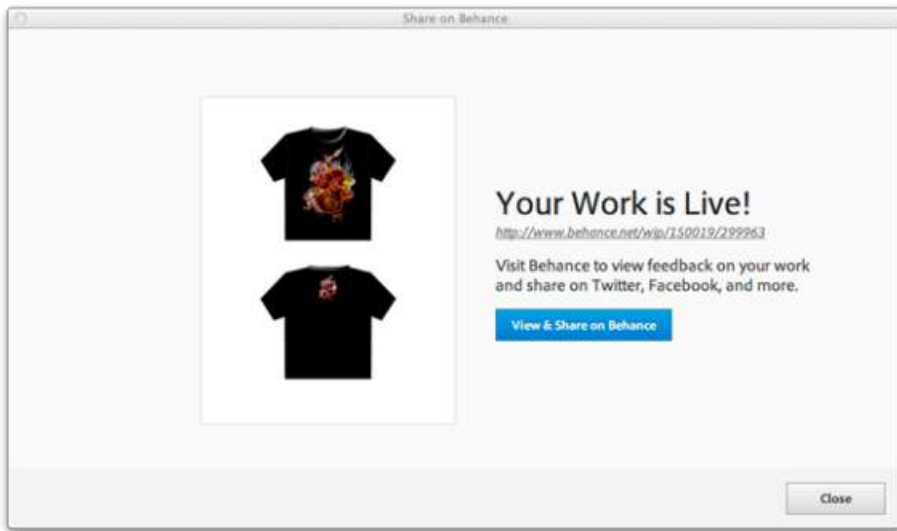 Share on Behance
Your Work is Live!
http://www.behance.net/wip/150019/299963
Visit Behance to view feedback on your work
and share on Twitter, Facebook, and more.
View & Share on Behance
Close